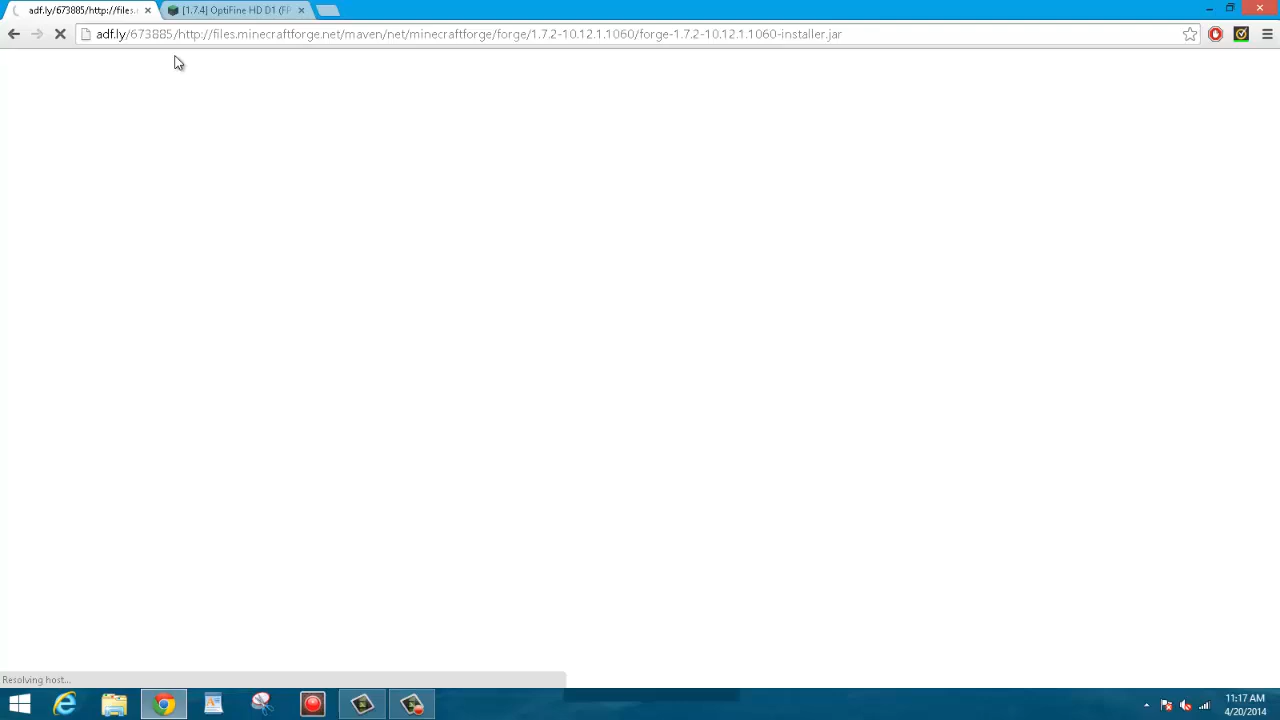 adf.ly/673885/http://files.
[1.7.4] OptiFine HD D1 (FP
adf.ly/673885/http://files.minecraftforge.net/maven/net/minecraftforge/forge/1.7.2-10.12.1.1060/forge-1.7.2-10.12.1.1060-installer.jar
Resolving host...
11:17 AM
4/20/2014